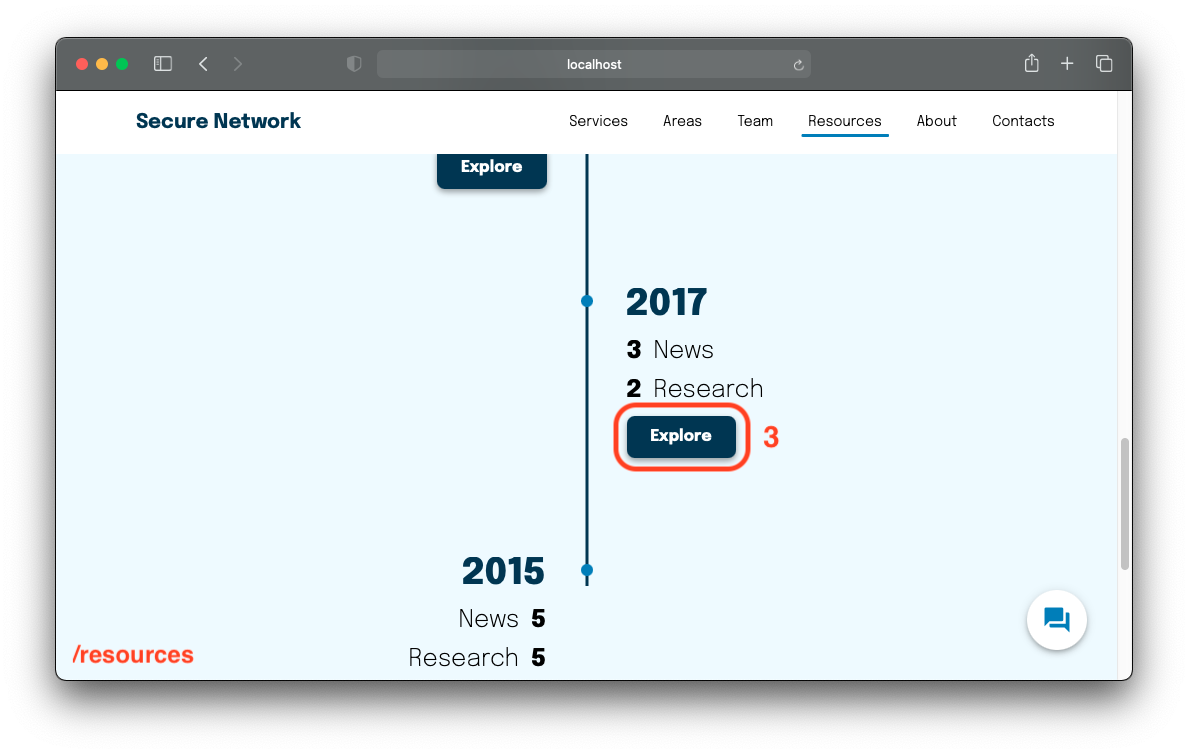 localhost
Secure Network
Services Areas Team Resources About Contacts
Explore
2017
3 News
2 Research
Explore 3
2015
News 5
Research 5
/resources